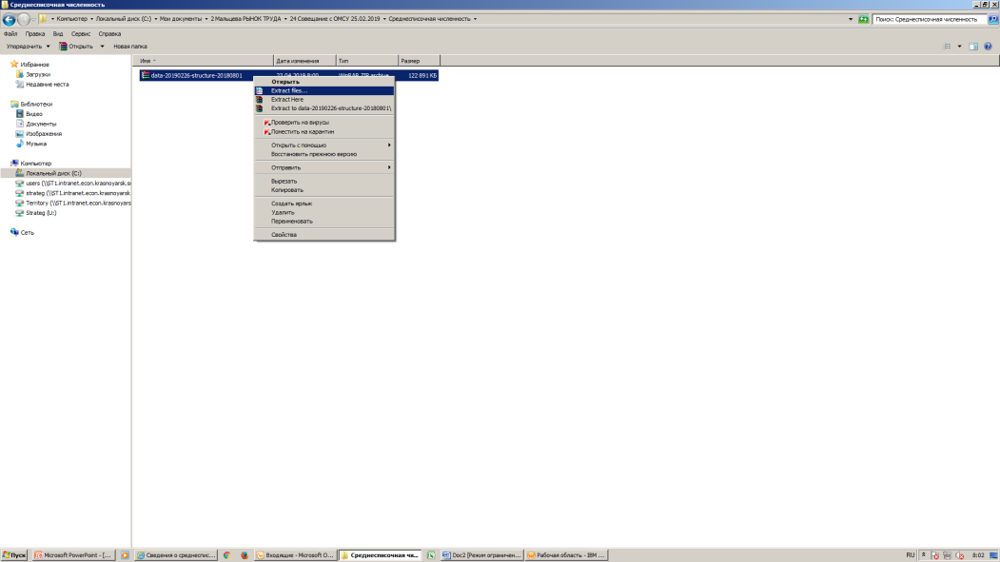 Среднесписочная численность
Компьютер Локальный диск (C:) Мои документы 2 Мальцева РЫНОК ТРУДА 24 Совещание с ОМСУ 25.02.2019 Среднесписочная численность
Поиск: Среднесписочная численность
Файл Правка Вид Сервис Справка
Упорядочить Открыть Новая папка
Имя Дата изменения Тип Размер
data-20190226-structure-20180801 22.04.2019 8:00 WinRAR ZIP archive 122 891 КБ
Избранное
Загрузки
Недавние места
Библиотеки
Видео
Документы
Изображения
Музыка
Компьютер
Локальный диск (C:)
users (\\ST1.intranet.econ.krasnoyarsk.s
strateg (\\ST1.intranet.econ.krasnoyarsk
Territory (\\ST1.intranet.econ.krasnoyars
Strateg (U:)
Сеть
Открыть
Extract files...
Extract Here
Extract to data-20190226-structure-20180801\
Проверить на вирусы
Поместить на карантин
Открыть с помощью
Восстановить прежнюю версию
Отправить
Вырезать
Копировать
Создать ярлык
Удалить
Переименовать
Свойства
Пуск Microsoft PowerPoint - [... Сведения о среднеспис... Входящие - Microsoft O... Среднесписочная чи... Doc2 [Режим ограничен... Рабочая область - IBM ... RU 8:02